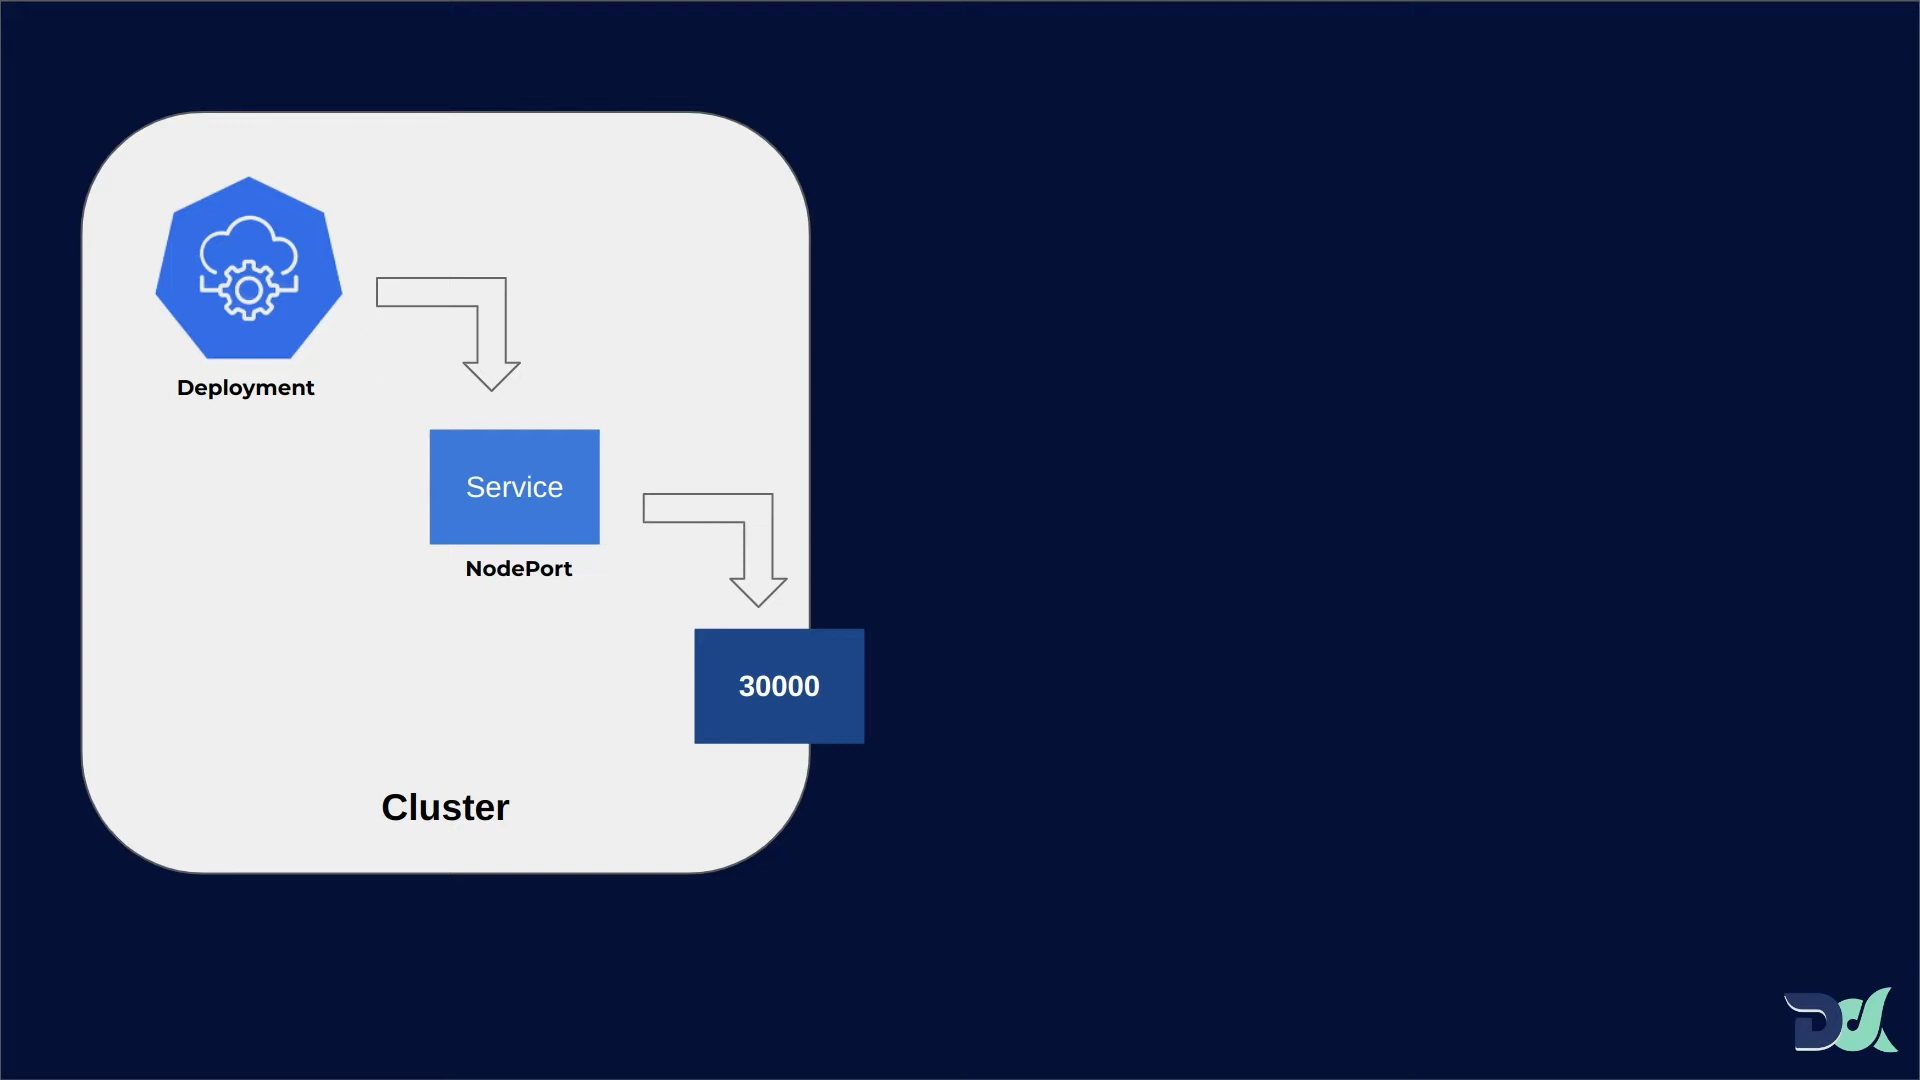 Deployment
Service
NodePort
30000
Cluster